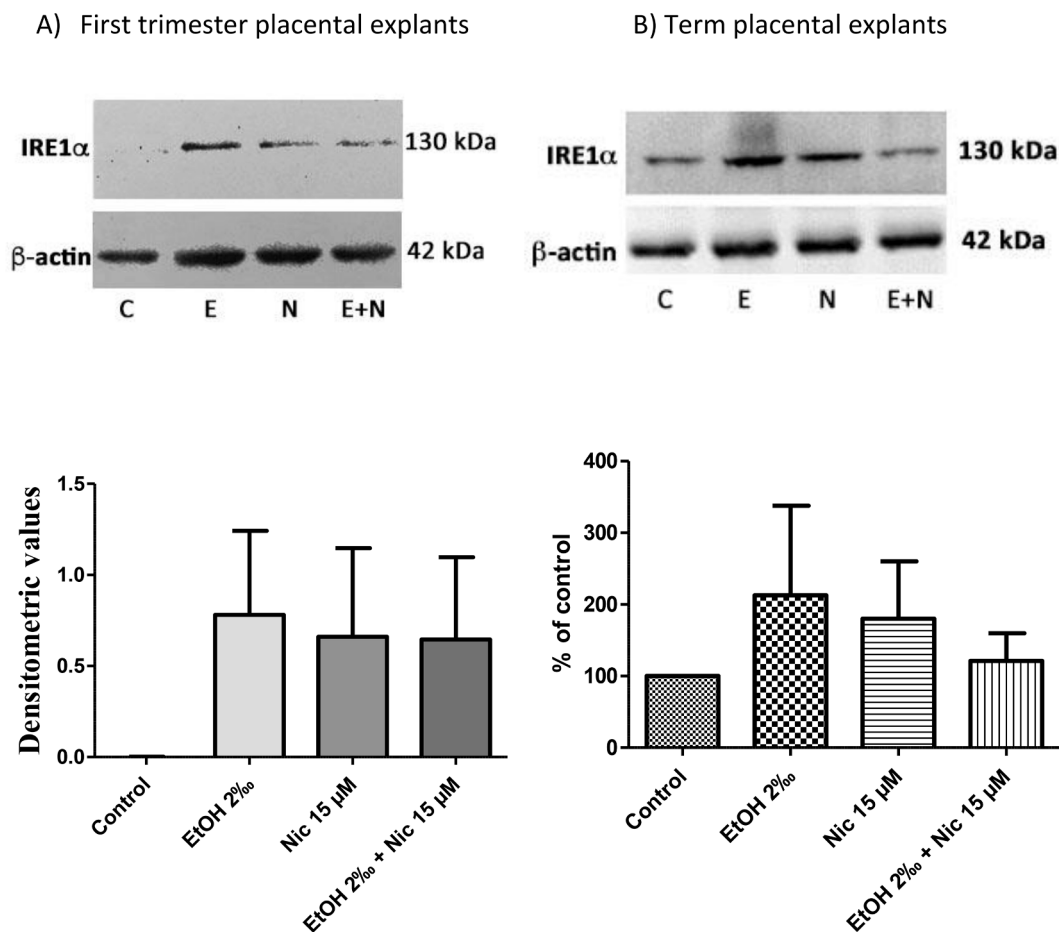 A) First trimester placental explants
IRE1α
130 kDa
β-actin
42 kDa
C E N E+N
Densitometric values
1.5
1.0
0.5
0.0
Control
EtOH 2‰
Nic 15 µM
EtOH 2‰ + Nic 15 µM
B) Term placental explants
IRE1α
130 kDa
β-actin
42 kDa
C E N E+N
% of control
400
300
200
100
0
Control
EtOH 2‰
Nic 15 µM
EtOH 2‰ + Nic 15 µM